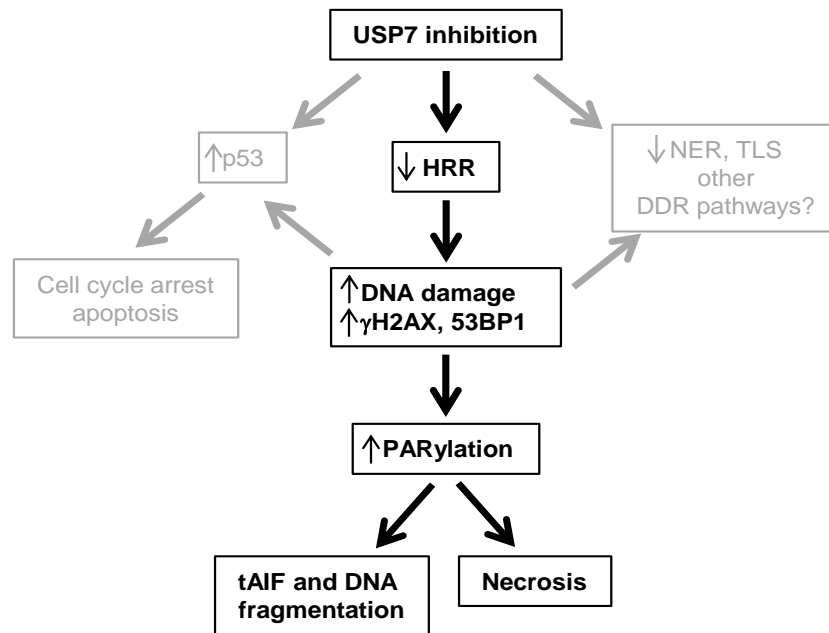 USP7 inhibition
↑p53
↓ HRR
↓ NER, TLS
other
DDR pathways?
Cell cycle arrest
apoptosis
↑DNA damage
↑γH2AX, 53BP1
↑PARylation
tAIF and DNA
fragmentation
Necrosis